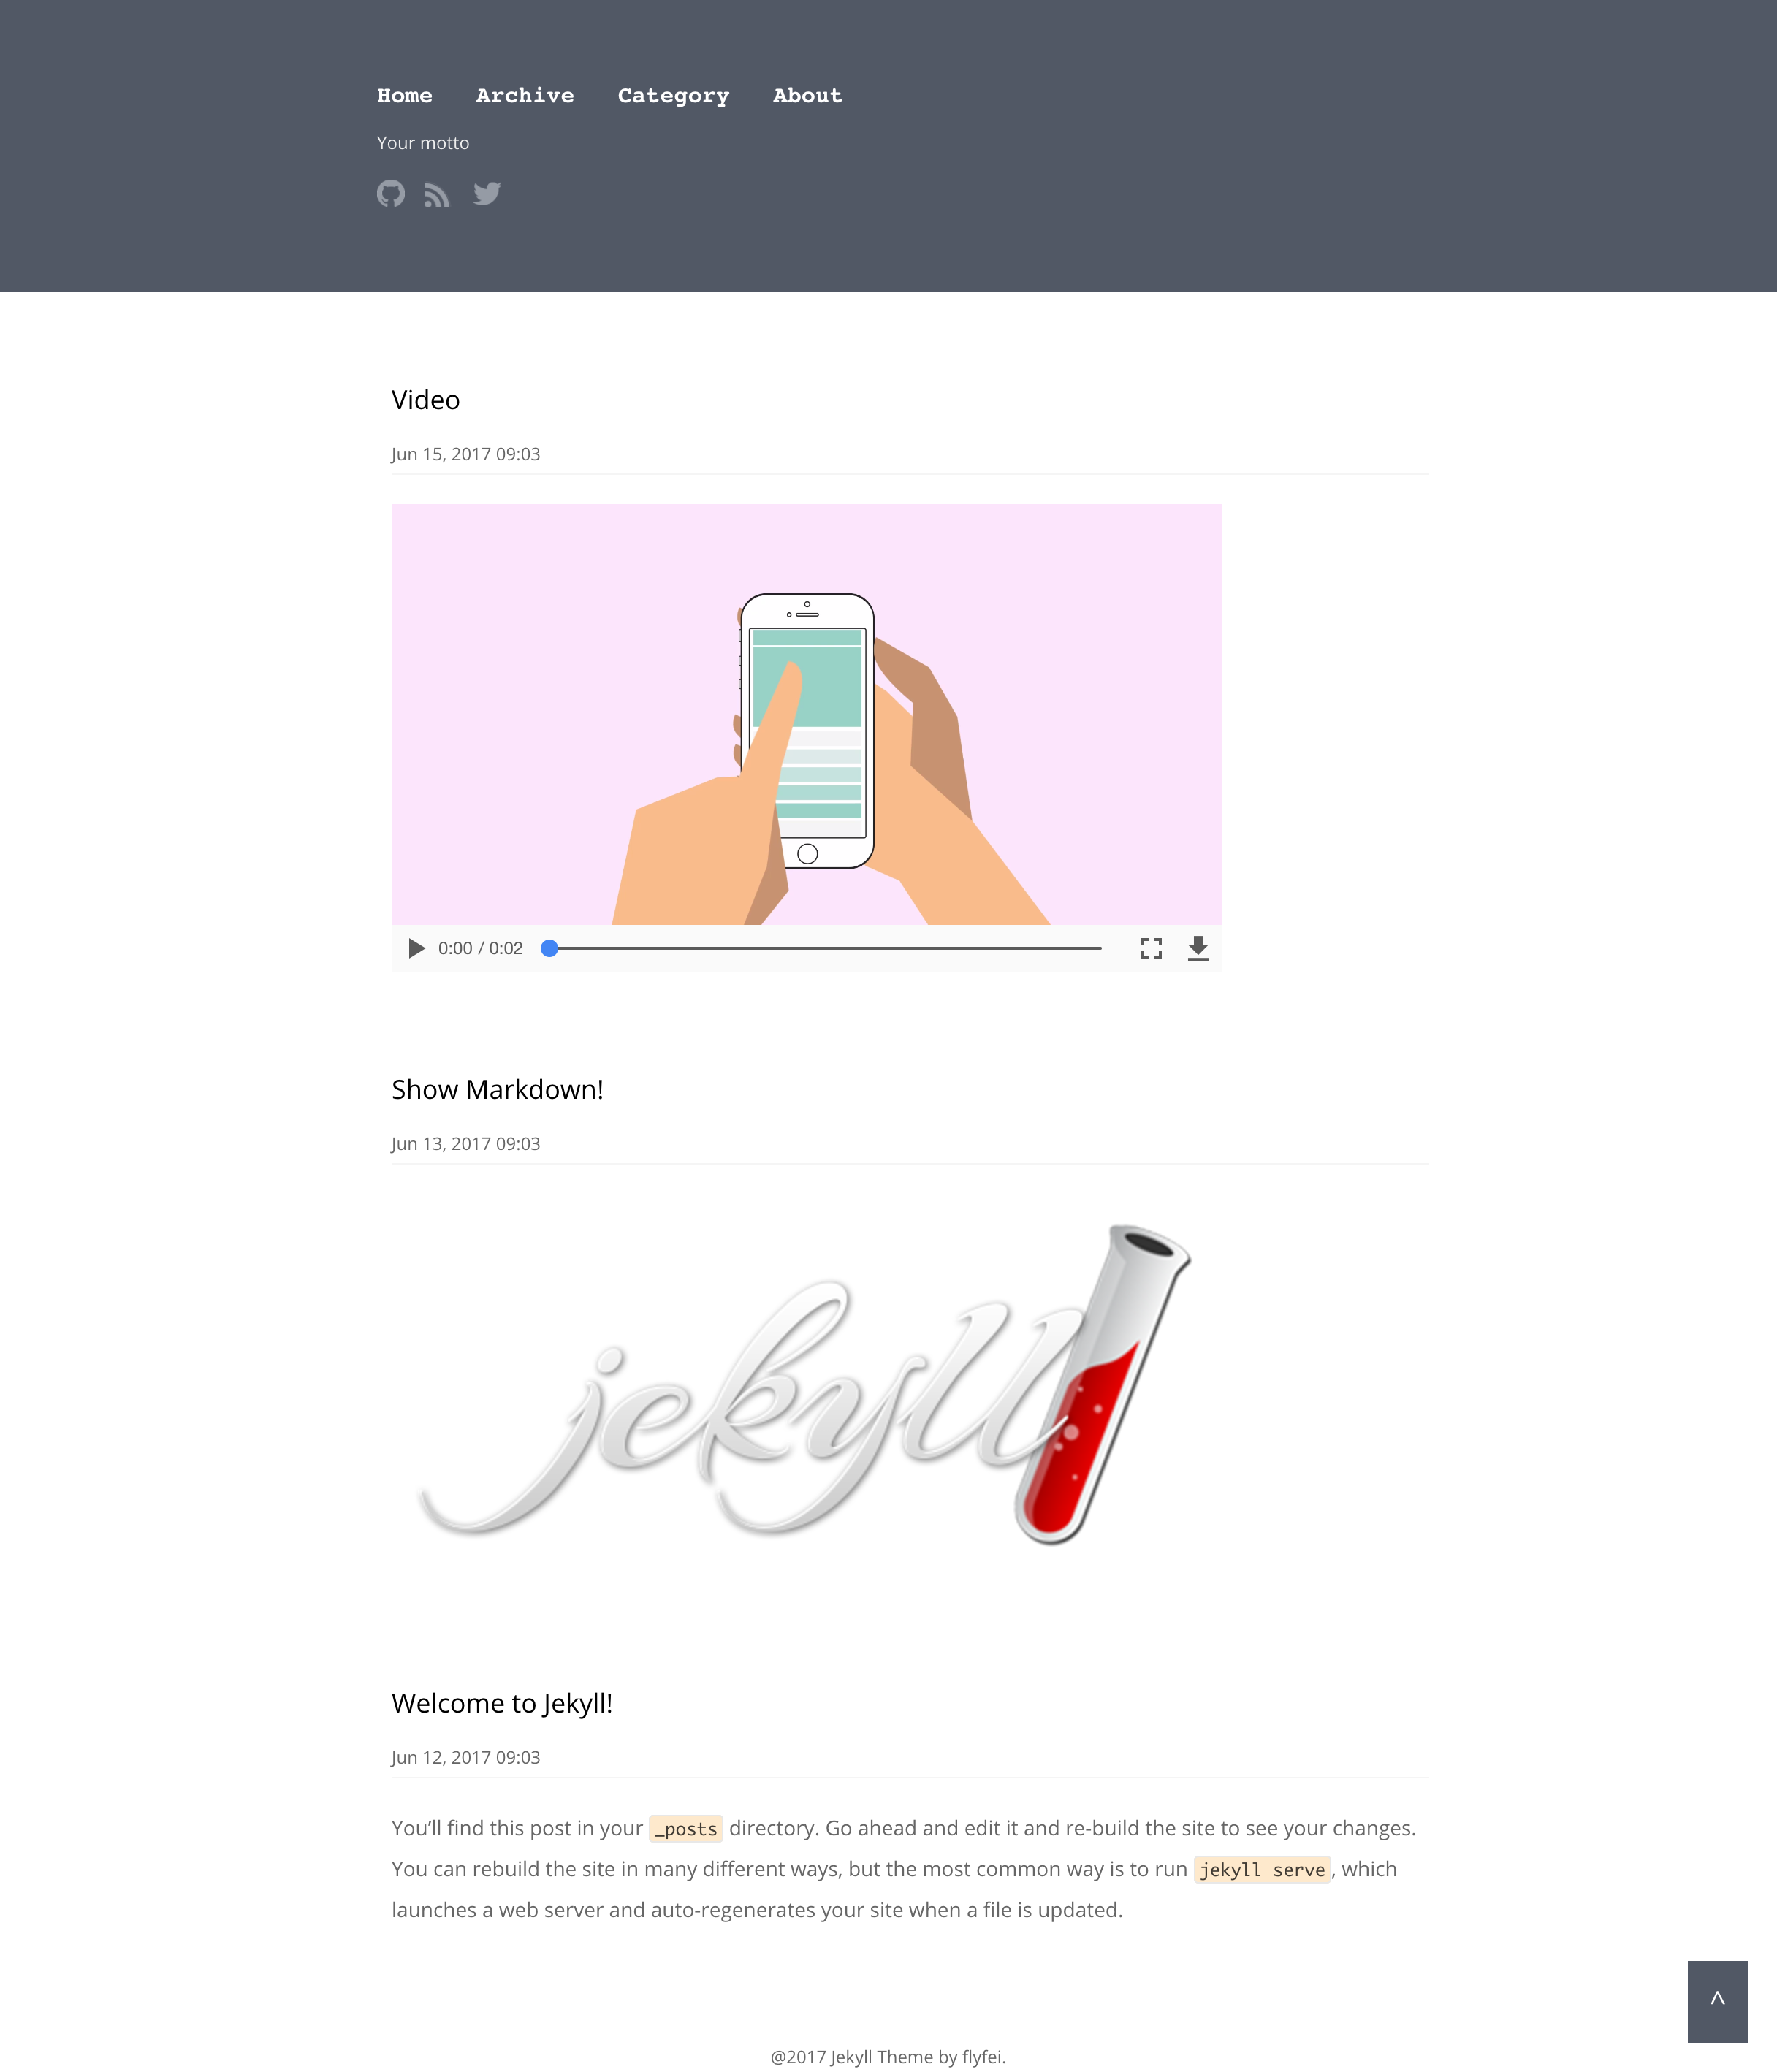 Home Archive Category About
Your motto
Video
Jun 15, 2017 09:03
0:00 / 0:02
Show Markdown!
Jun 13, 2017 09:03
jekyll
Welcome to Jekyll!
Jun 12, 2017 09:03
You’ll find this post in your _posts directory. Go ahead and edit it and re-build the site to see your changes.
You can rebuild the site in many different ways, but the most common way is to run jekyll serve, which
launches a web server and auto-regenerates your site when a file is updated.
^
@2017 Jekyll Theme by flyfei.